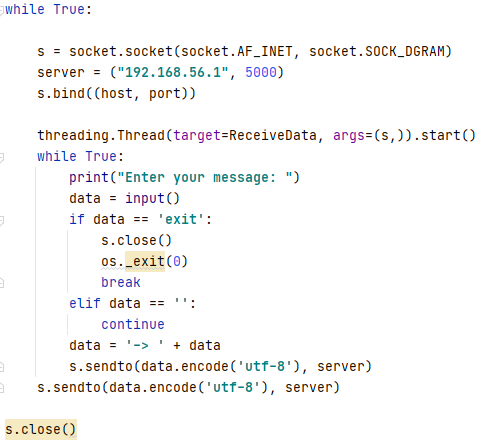 while True:
s = socket.socket(socket.AF_INET, socket.SOCK_DGRAM)
server = ("192.168.56.1", 5000)
s.bind((host, port))
threading.Thread(target=ReceiveData, args=(s,)).start()
while True:
print("Enter your message: ")
data = input()
if data == 'exit':
s.close()
os._exit(0)
break
elif data == '':
continue
data = '-> ' + data
s.sendto(data.encode('utf-8'), server)
s.sendto(data.encode('utf-8'), server)
s.close()